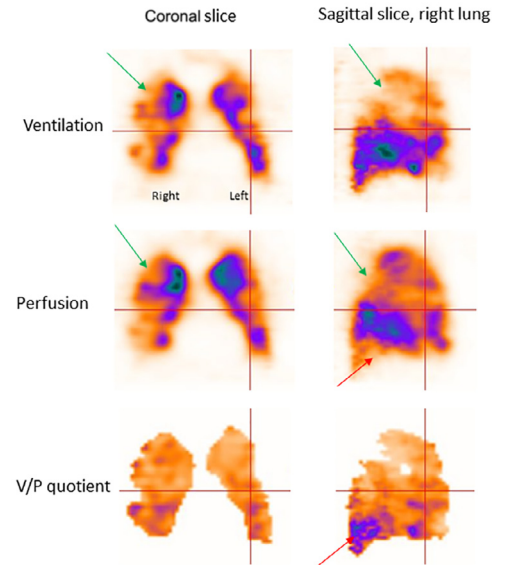 Coronal slice
Sagittal slice, right lung
Ventilation
Right
Left
Perfusion
V/P quotient